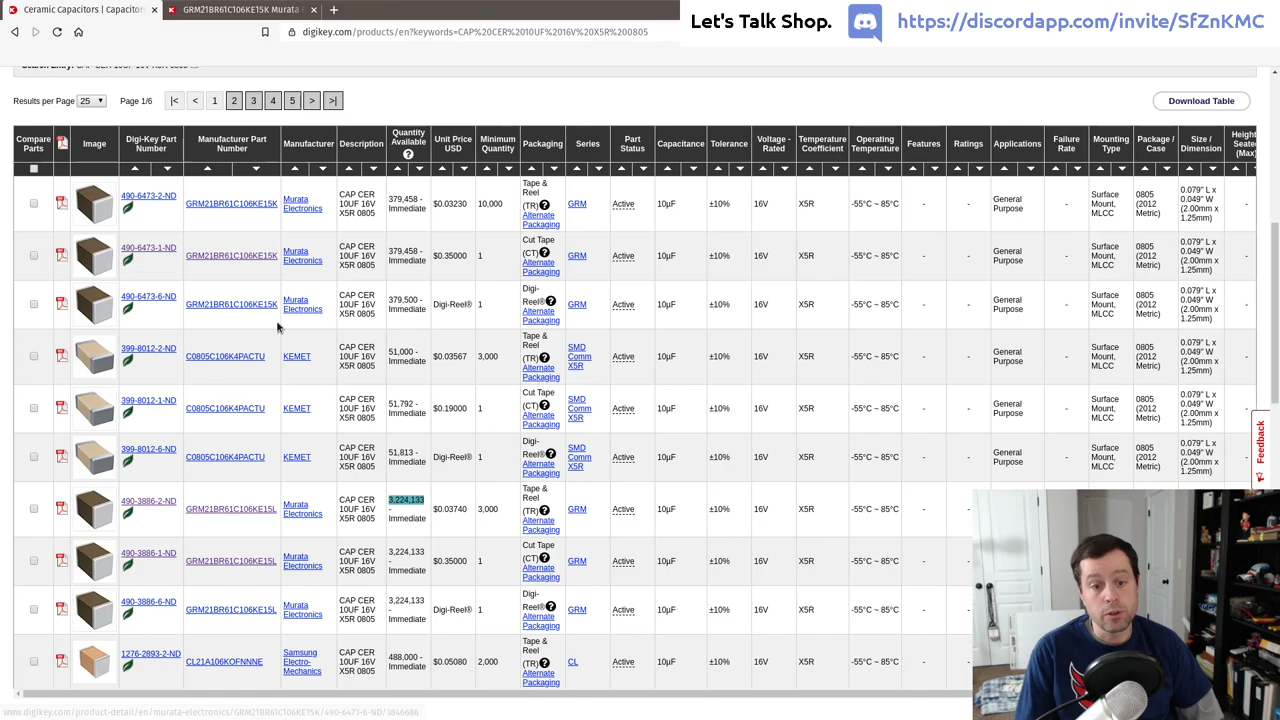 Ceramic Capacitors | Capacitor
GRM21BR61C106KE15K Murata E
digikey.com/products/en?keywords=CAP%20CER%2010UF%2016V%20X5R%200805
Let's Talk Shop.
https://discordapp.com/invite/SfZnKMC
Results per Page 25 Page 1/6 |< < 1 2 3 4 5 > >|
Download Table
Compare Parts Image Digi-Key Part Number Manufacturer Part Number Manufacturer Description Quantity Available ? Unit Price USD Minimum Quantity Packaging Series Part Status Capacitance Tolerance Voltage - Rated Temperature Coefficient Operating Temperature Features Ratings Applications Failure Rate Mounting Type Package / Case Size / Dimension Height Seated (Max)
490-6473-2-ND GRM21BR61C106KE15K Murata Electronics CAP CER 10UF 16V X5R 0805 379,458 - Immediate $0.03230 10,000 Tape & Reel (TR) ? Alternate Packaging GRM Active 10µF ±10% 16V X5R -55°C ~ 85°C - - General Purpose - Surface Mount, MLCC 0805 (2012 Metric) 0.079" L x 0.049" W (2.00mm x 1.25mm) -
490-6473-1-ND GRM21BR61C106KE15K Murata Electronics CAP CER 10UF 16V X5R 0805 379,458 - Immediate $0.35000 1 Cut Tape (CT) ? Alternate Packaging GRM Active 10µF ±10% 16V X5R -55°C ~ 85°C - - General Purpose - Surface Mount, MLCC 0805 (2012 Metric) 0.079" L x 0.049" W (2.00mm x 1.25mm) -
490-6473-6-ND GRM21BR61C106KE15K Murata Electronics CAP CER 10UF 16V X5R 0805 379,500 - Immediate Digi-Reel® 1 Digi-Reel® ? Alternate Packaging GRM Active 10µF ±10% 16V X5R -55°C ~ 85°C - - General Purpose - Surface Mount, MLCC 0805 (2012 Metric) 0.079" L x 0.049" W (2.00mm x 1.25mm) -
399-8012-2-ND C0805C106K4PACTU KEMET CAP CER 10UF 16V X5R 0805 51,000 - Immediate $0.03567 3,000 Tape & Reel (TR) ? Alternate Packaging SMD Comm X5R Active 10µF ±10% 16V X5R -55°C ~ 85°C - - General Purpose - Surface Mount, MLCC 0805 (2012 Metric) 0.079" L x 0.049" W (2.00mm x 1.25mm) -
399-8012-1-ND C0805C106K4PACTU KEMET CAP CER 10UF 16V X5R 0805 51,792 - Immediate $0.19000 1 Cut Tape (CT) ? Alternate Packaging SMD Comm X5R Active 10µF ±10% 16V X5R -55°C ~ 85°C - - General Purpose - Surface Mount, MLCC 0805 (2012 Metric) 0.079" L x 0.049" W (2.00mm x 1.25mm)
399-8012-6-ND C0805C106K4PACTU KEMET CAP CER 10UF 16V X5R 0805 51,813 - Immediate Digi-Reel® 1 Digi-Reel® ? Alternate Packaging SMD Comm X5R Active 10µF ±10% 16V X5R -55°C ~ 85°C - - General Purpose - Surface Mount, MLCC 0805 (2012 Metric) 0.079" L x 0.049" W (2.00mm x 1.25mm)
490-3886-2-ND GRM21BR61C106KE15L Murata Electronics CAP CER 10UF 16V X5R 0805 3,224,133 - Immediate $0.03740 3,000 Tape & Reel (TR) ? Alternate Packaging GRM Active 10µF ±10% 16V X5R -55°C ~ 85°C -
490-3886-1-ND GRM21BR61C106KE15L Murata Electronics CAP CER 10UF 16V X5R 0805 3,224,133 - Immediate $0.35000 1 Cut Tape (CT) ? Alternate Packaging GRM Active 10µF ±10% 16V X5R -55°C ~ 85°C -
490-3886-6-ND GRM21BR61C106KE15L Murata Electronics CAP CER 10UF 16V X5R 0805 3,224,133 - Immediate Digi-Reel® 1 Digi-Reel® ? Alternate Packaging GRM Active 10µF ±10% 16V X5R -55°C ~ 85°C -
1276-2893-2-ND CL21A106KOFNNNE Samsung Electro-Mechanics CAP CER 10UF 16V X5R 0805 488,000 - Immediate $0.05080 2,000 Tape & Reel (TR) ? Alternate Packaging CL Active 10µF ±10% 16V X5R -55°C ~ 85°C -
Feedback
www.digikey.com/product-detail/en/murata-electronics/GRM21BR61C106KE15K/490-6473-6-ND/3846686